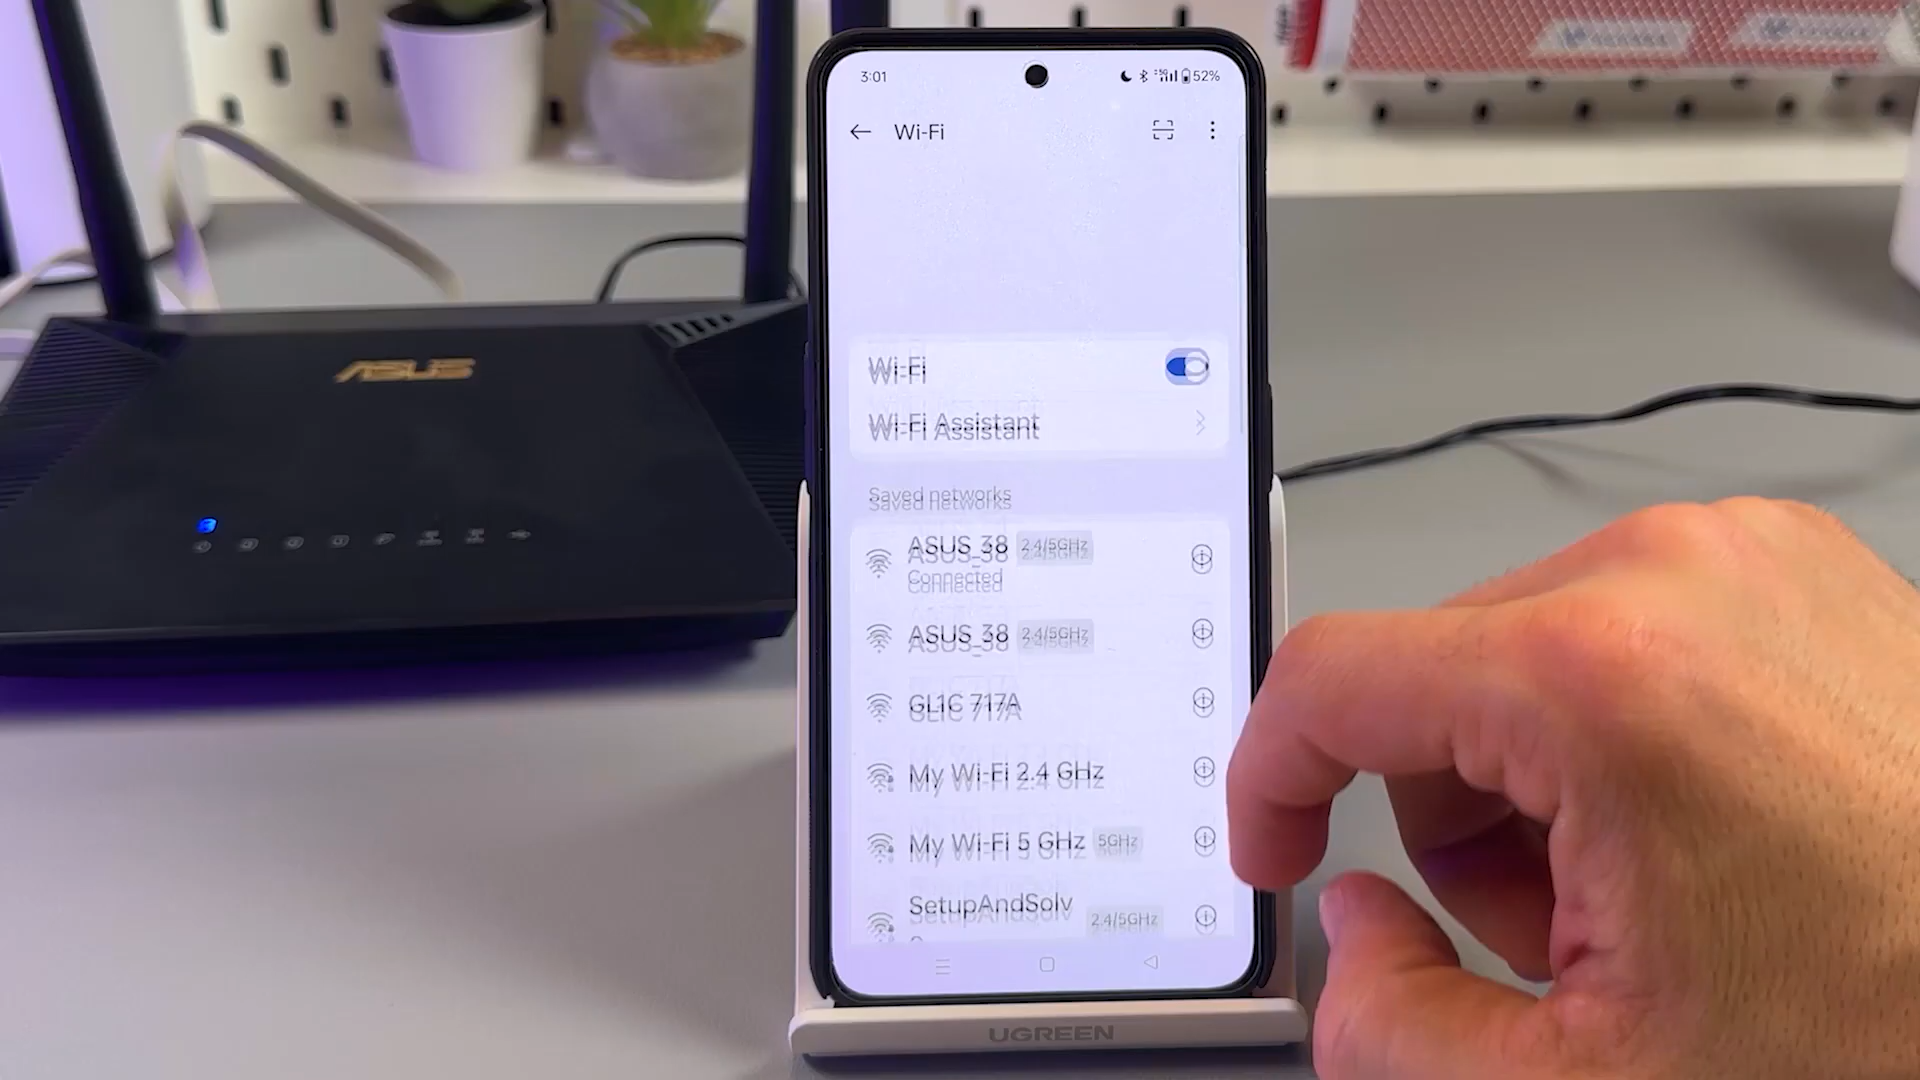 3:01
52%
Wi-Fi
ASUS
Wi-Fi
Wi-Fi Assistant
Saved networks
ASUS_38 2.4/5GHz
Connected
ASUS_38 2.4/5GHz
My Wi-Fi 2.4 GHz
My Wi-Fi 5 GHz 5GHz
SetupAndSolv
2.4/5GHz
UGREEN